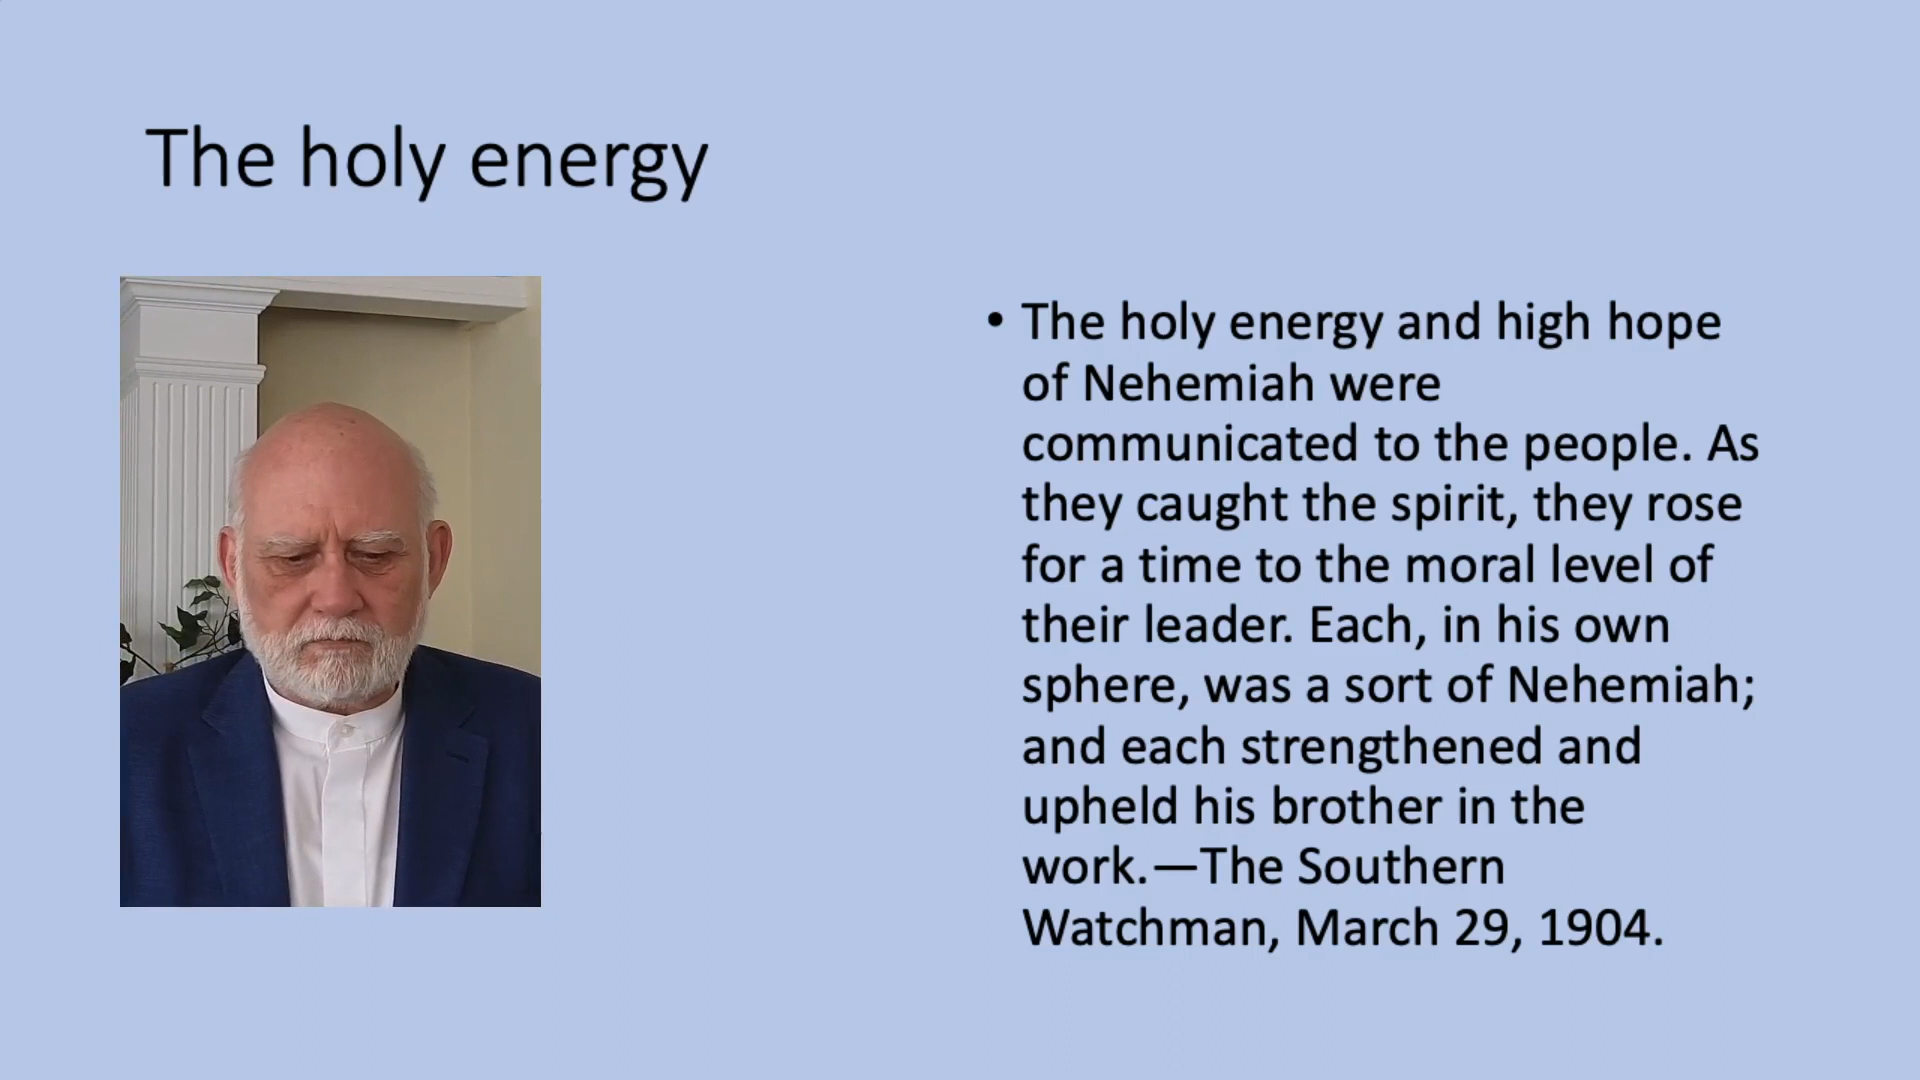 The holy energy
• The holy energy and high hope
of Nehemiah were
communicated to the people. As
they caught the spirit, they rose
for a time to the moral level of
their leader. Each, in his own
sphere, was a sort of Nehemiah;
and each strengthened and
upheld his brother in the
work.—The Southern
Watchman, March 29, 1904.